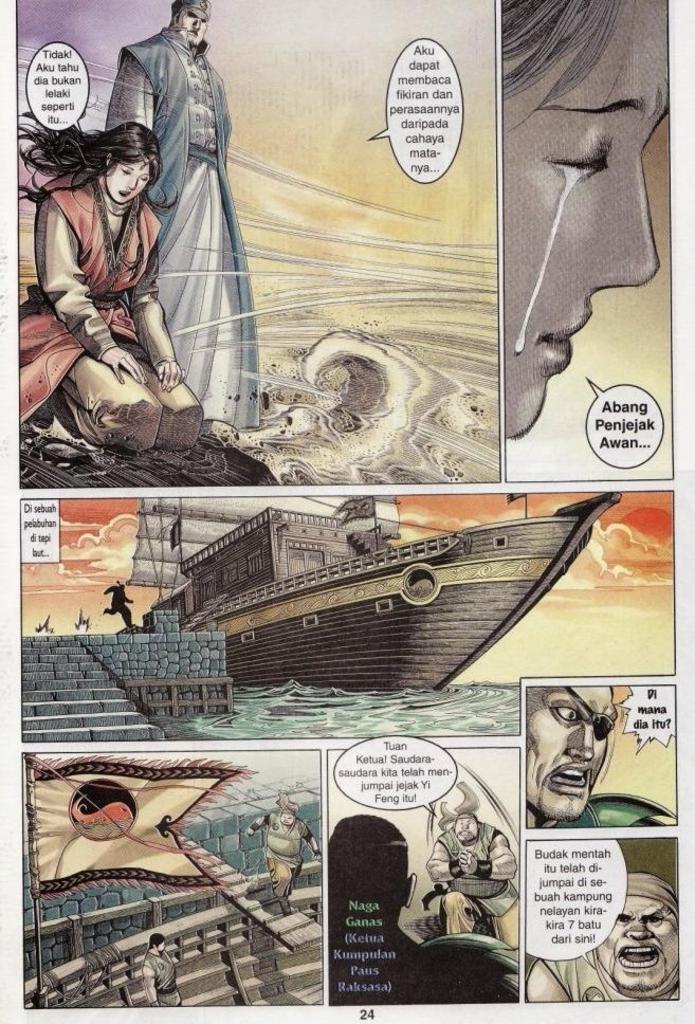 Tidak!
Aku tahu
dia bukan
lelaki
seperti
itu...
Aku
dapat
membaca
fikiran dan
perasaannya
daripada
cahaya
mata-
nya...
Abang
Penjejak
Awan...
Di sebuah
pelabuhan
di tepi
laut...
Di
mana
dia itu?
Tuan
Ketua! Saudara-
saudara kita telah men-
jumpai jejak Yi
Feng itu!
Naga
Ganas
(Ketua
Kumpulan
Paus
Raksasa)
Budak mentah
itu telah di-
jumpai di se-
buah kampung
nelayan kira-
kira 7 batu
dari sini!
24